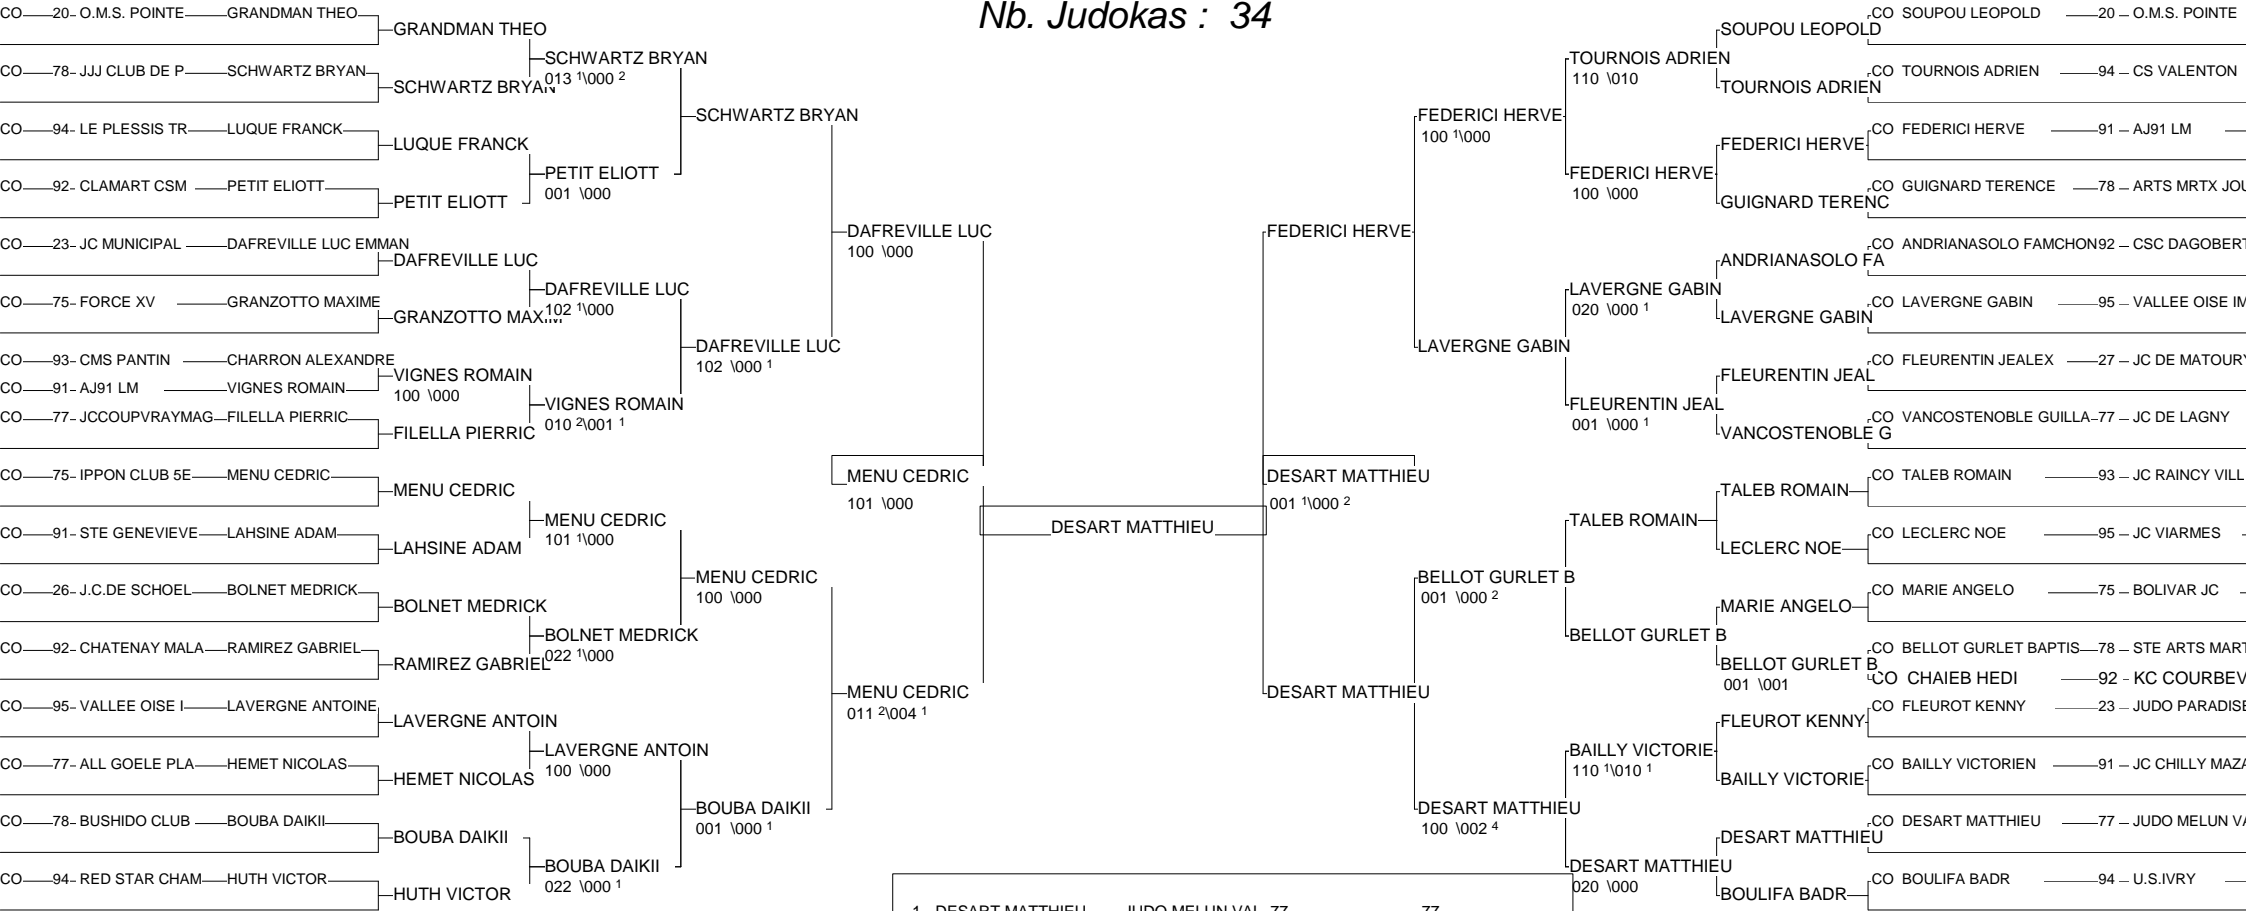 Nb. Judokas : 34
CO 20- O.M.S. POINTE GRANDMAN THEO
CO 78- JJJ CLUB DE P SCHWARTZ BRYAN
CO 94- LE PLESSIS TR LUQUE FRANCK
CO 92- CLAMART CSM PETIT ELIOTT
CO 23- JC MUNICIPAL DAFREVILLE LUC EMMAN
CO 75- FORCE XV GRANZOTTO MAXIME
CO 93- CMS PANTIN CHARRON ALEXANDRE
CO 91- AJ91 LM VIGNES ROMAIN
CO 77- JCCOUPVRAYMAG FILELLA PIERRIC
CO 75- IPPON CLUB 5E MENU CEDRIC
CO 91- STE GENEVIEVE LAHSINE ADAM
CO 26- J.C.DE SCHOEL BOLNET MEDRICK
CO 92- CHATENAY MALA RAMIREZ GABRIEL
CO 95- VALLEE OISE I LAVERGNE ANTOINE
CO 77- ALL GOELE PLA HEMET NICOLAS
CO 78- BUSHIDO CLUB BOUBA DAIKII
CO 94- RED STAR CHAM HUTH VICTOR
GRANDMAN THEO
SCHWARTZ BRYAN
LUQUE FRANCK
PETIT ELIOTT
DAFREVILLE LUC
GRANZOTTO MAXIM
VIGNES ROMAIN
100 \000
FILELLA PIERRIC
MENU CEDRIC
LAHSINE ADAM
BOLNET MEDRICK
RAMIREZ GABRIEL
LAVERGNE ANTOIN
HEMET NICOLAS
BOUBA DAIKII
HUTH VICTOR
SCHWARTZ BRYAN
013 1\000 2
PETIT ELIOTT
001 \000
DAFREVILLE LUC
102 1\000
VIGNES ROMAIN
010 2\001 1
MENU CEDRIC
101 1\000
BOLNET MEDRICK
022 1\000
LAVERGNE ANTOIN
100 \000
BOUBA DAIKII
022 \000 1
SCHWARTZ BRYAN
DAFREVILLE LUC
102 \000 1
MENU CEDRIC
100 \000
BOUBA DAIKII
001 \000 1
DAFREVILLE LUC
100 \000
MENU CEDRIC
101 \000
MENU CEDRIC
011 2\004 1
DESART MATTHIEU
FEDERICI HERVE
DESART MATTHIEU
001 1\000 2
DESART MATTHIEU
FEDERICI HERVE
100 1\000
LAVERGNE GABIN
BELLOT GURLET B
001 \000 2
DESART MATTHIEU
100 \002 4
TOURNOIS ADRIEN
110 \010
FEDERICI HERVE
100 \000
LAVERGNE GABIN
020 \000 1
FLEURENTIN JEAL
001 \000 1
TALEB ROMAIN
BELLOT GURLET B
BAILLY VICTORIE
110 1\010 1
DESART MATTHIEU
020 \000
SOUPOU LEOPOLD
TOURNOIS ADRIEN
FEDERICI HERVE
GUIGNARD TERENC
ANDRIANASOLO FA
LAVERGNE GABIN
FLEURENTIN JEAL
VANCOSTENOBLE G
TALEB ROMAIN
LECLERC NOE
MARIE ANGELO
BELLOT GURLET B
001 \001
FLEUROT KENNY
BAILLY VICTORIE
DESART MATTHIEU
BOULIFA BADR
CO SOUPOU LEOPOLD 20 – O.M.S. POINTE
CO TOURNOIS ADRIEN 94 – CS VALENTON
CO FEDERICI HERVE 91 – AJ91 LM
CO GUIGNARD TERENCE 78 – ARTS MRTX JOU
CO ANDRIANASOLO FAMCHON 92 – CSC DAGOBERT
CO LAVERGNE GABIN 95 – VALLEE OISE IM
CO FLEURENTIN JEALEX 27 – JC DE MATOURY
CO VANCOSTENOBLE GUILLA 77 – JC DE LAGNY
CO TALEB ROMAIN 93 – JC RAINCY VILL
CO LECLERC NOE 95 – JC VIARMES
CO MARIE ANGELO 75 – BOLIVAR JC
CO BELLOT GURLET BAPTIS 78 – STE ARTS MART
CO CHAIEB HEDI 92 - KC COURBEV
CO FLEUROT KENNY 23 – JUDO PARADISE
CO BAILLY VICTORIEN 91 – JC CHILLY MAZA
CO DESART MATTHIEU 77 – JUDO MELUN VA
CO BOULIFA BADR 94 – U.S.IVRY
1 DESART MATTHIEU JUDO MELUN VAL 77 77